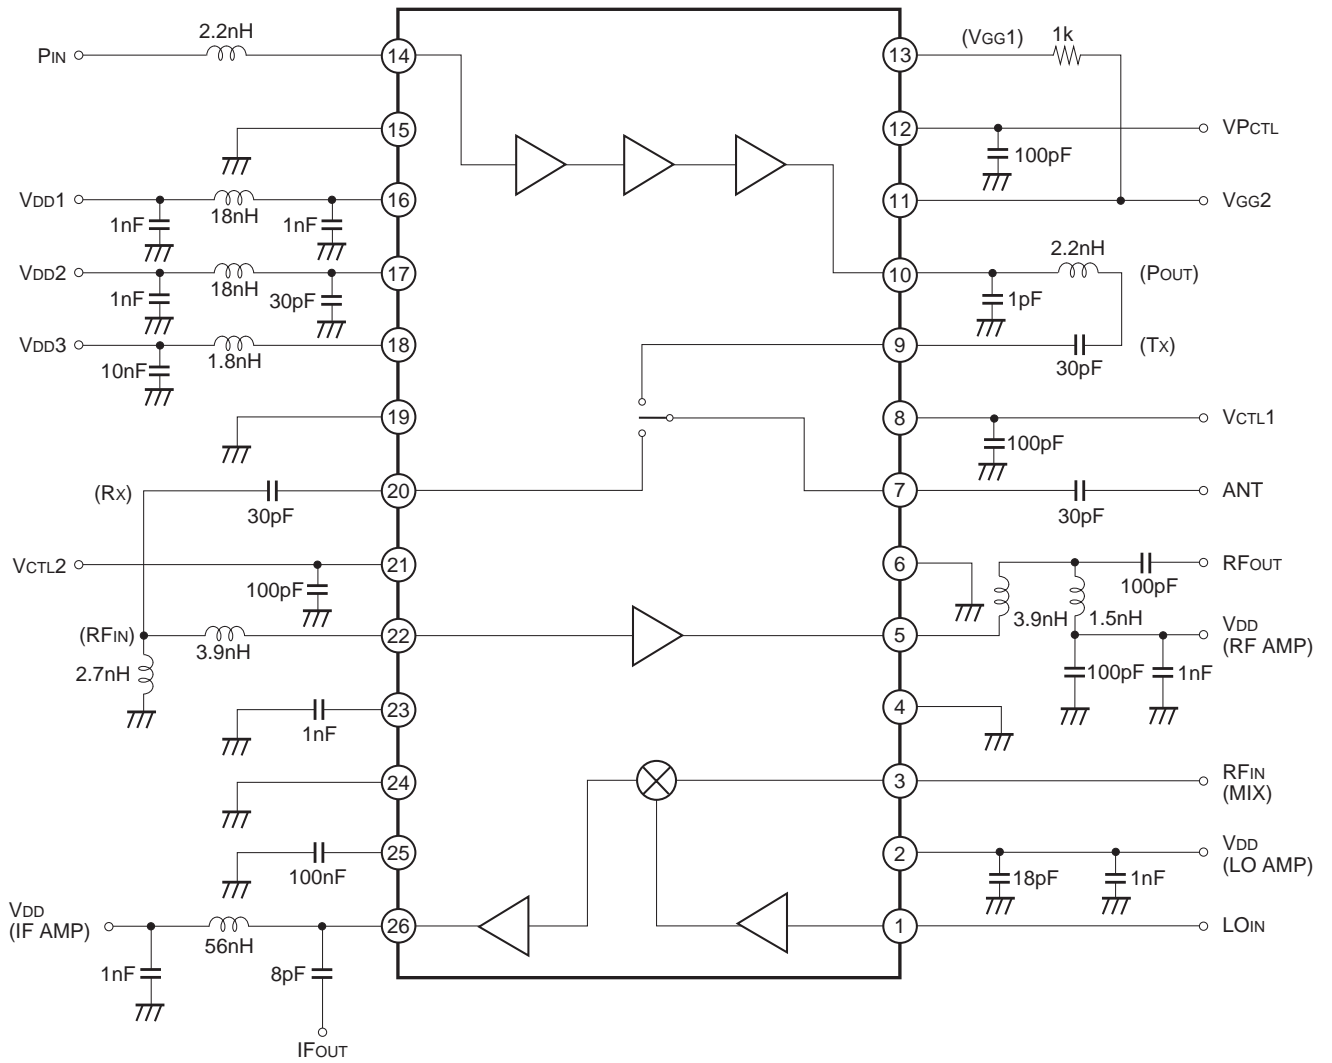 2.2nH
PIN
14
13
(VGG1)
1k
15
12
VPCTL
100pF
VDD1
16
11
VGG2
1nF
18nH
1nF
VDD2
17
10
2.2nH
(POUT)
1nF
18nH
30pF
1pF
VDD3
18
9
(TX)
10nF
1.8nH
30pF
19
8
VCTL1
100pF
(RX)
20
7
ANT
30pF
30pF
VCTL2
21
6
RFOUT
100pF
100pF
(RFIN)
22
5
3.9nH
1.5nH
VDD
(RF AMP)
3.9nH
2.7nH
100pF
1nF
23
4
1nF
24
3
RFIN
(MIX)
25
2
VDD
(LO AMP)
100nF
18pF
1nF
VDD
(IF AMP)
26
1
LOIN
56nH
1nF
8pF
IFOUT